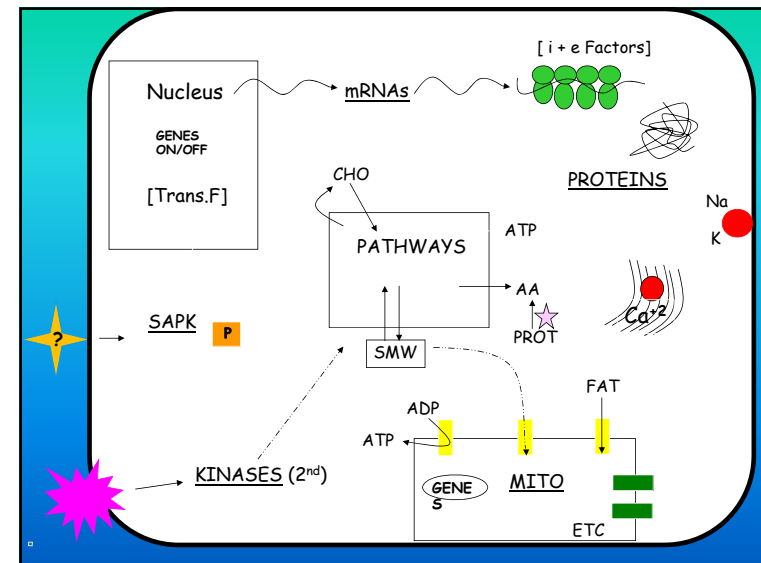 [ i + e Factors]
Nucleus
mRNAs
GENES
ON/OFF
[Trans.F]
CHO
PROTEINS
Na
K
PATHWAYS
ATP
AA
Ca+2
SAPK
P
?
PROT
SMW
FAT
ADP
ATP
KINASES (2nd)
GENE
S
MITO
ETC